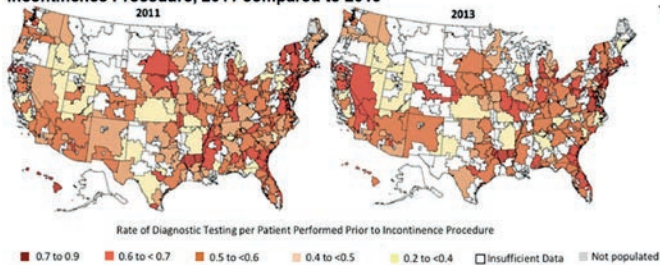 Incontinence Procedure, 2011 compared to 2013
2011
2013
Rate of Diagnostic Testing per Patient Performed Prior to Incontinence Procedure
0.7 to 0.9
0.6 to < 0.7
0.5 to <0.6
0.4 to <0.5
0.2 to <0.4
Insufficient Data
Not populated